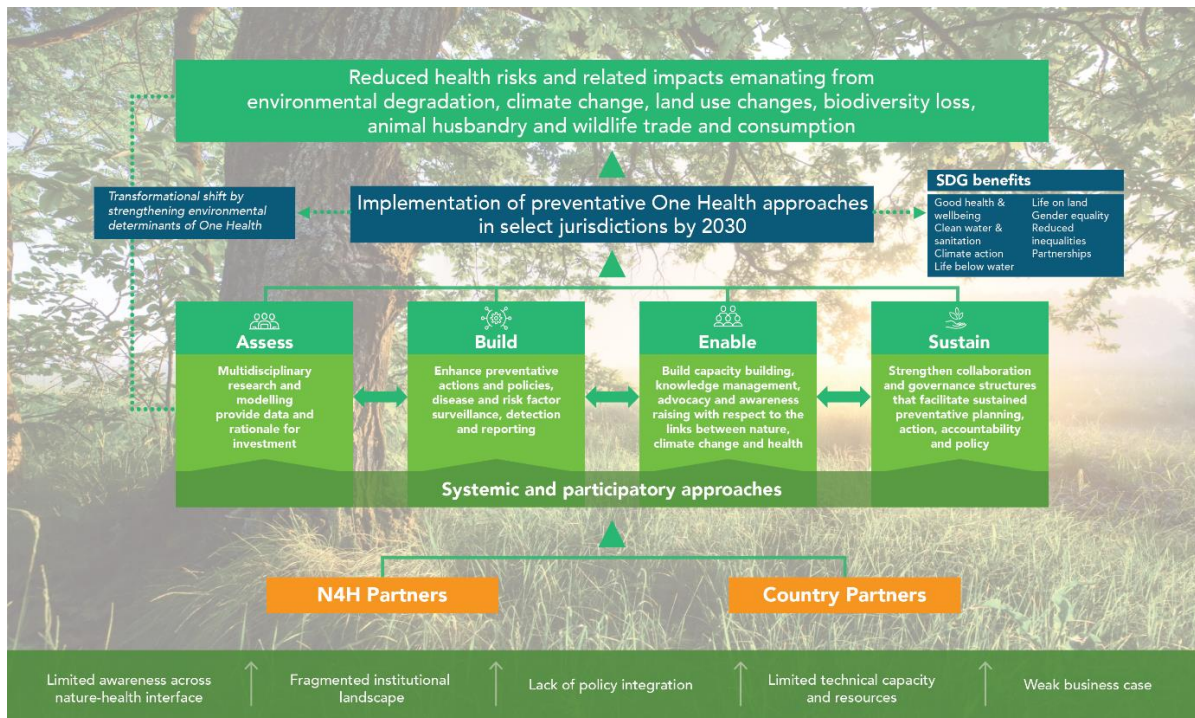 Reduced health risks and related impacts emanating from
environmental degradation, climate change, land use changes, biodiversity loss,
animal husbandry and wildlife trade and consumption
Transformational shift by
strengthening environmental
determinants of One Health
Implementation of preventative One Health approaches
in select jurisdictions by 2030
SDG benefits
Good health &
wellbeing
Clean water &
sanitation
Climate action
Life below water
Life on land
Gender equality
Reduced
inequalities
Partnerships
Assess
Multidisciplinary
research and
modelling
provide data and
rationale for
investment
Build
Enhance preventative
actions and policies,
disease and risk factor
surveillance, detection
and reporting
Enable
Build capacity building,
knowledge management,
advocacy and awareness
raising with respect to the
links between nature,
climate change and health
Sustain
Strengthen collaboration
and governance structures
that facilitate sustained
preventative planning,
action, accountability
and policy
Systemic and participatory approaches
N4H Partners
Country Partners
Limited awareness across
nature-health interface
Fragmented institutional
landscape
Lack of policy integration
Limited technical capacity
and resources
Weak business case